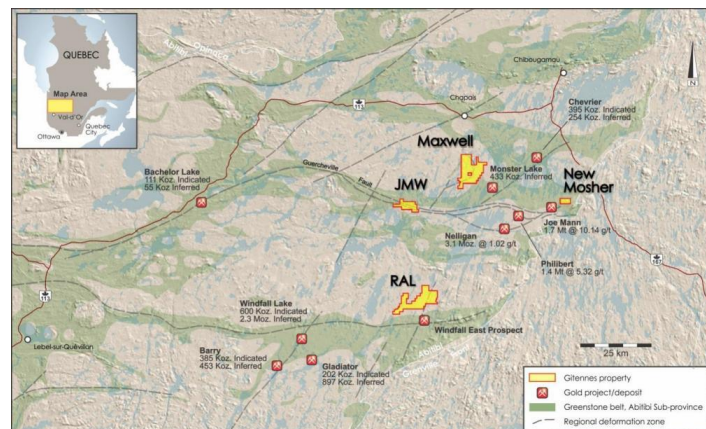 QUEBEC
Map Area
Val-d'Or
Ottawa
Quebec
City
Abitibi
Opatica
N
Chibougamau
Chapais
113
Chevrier
395 Koz. Indicated
254 Koz. Inferred
Maxwell
Monster Lake
433 Koz. Inferred
New
Mosher
Bachelor Lake
111 Koz. Indicated
55 Koz Inferred
Guercheville
Fault
JMW
Joe Mann
1.7 Mt @ 10.14 g/t
Nelligan
3.1 Moz. @ 1.02 g/t
Philibert
1.4 Mt @ 5.32 g/t
167
RAL
113
Windfall Lake
600 Koz. Indicated
2.3 Moz. Inferred
Windfall East Prospect
Lebel-sur-Quévillon
Barry
385 Koz. Indicated
453 Koz. Inferred
Gladiator
202 Koz. Indicated
897 Koz. Inferred
Abitibi
25 km
Gitennes property
Gold project/deposit
Greenstone belt, Abitibi Sub-province
Regional deformation zone